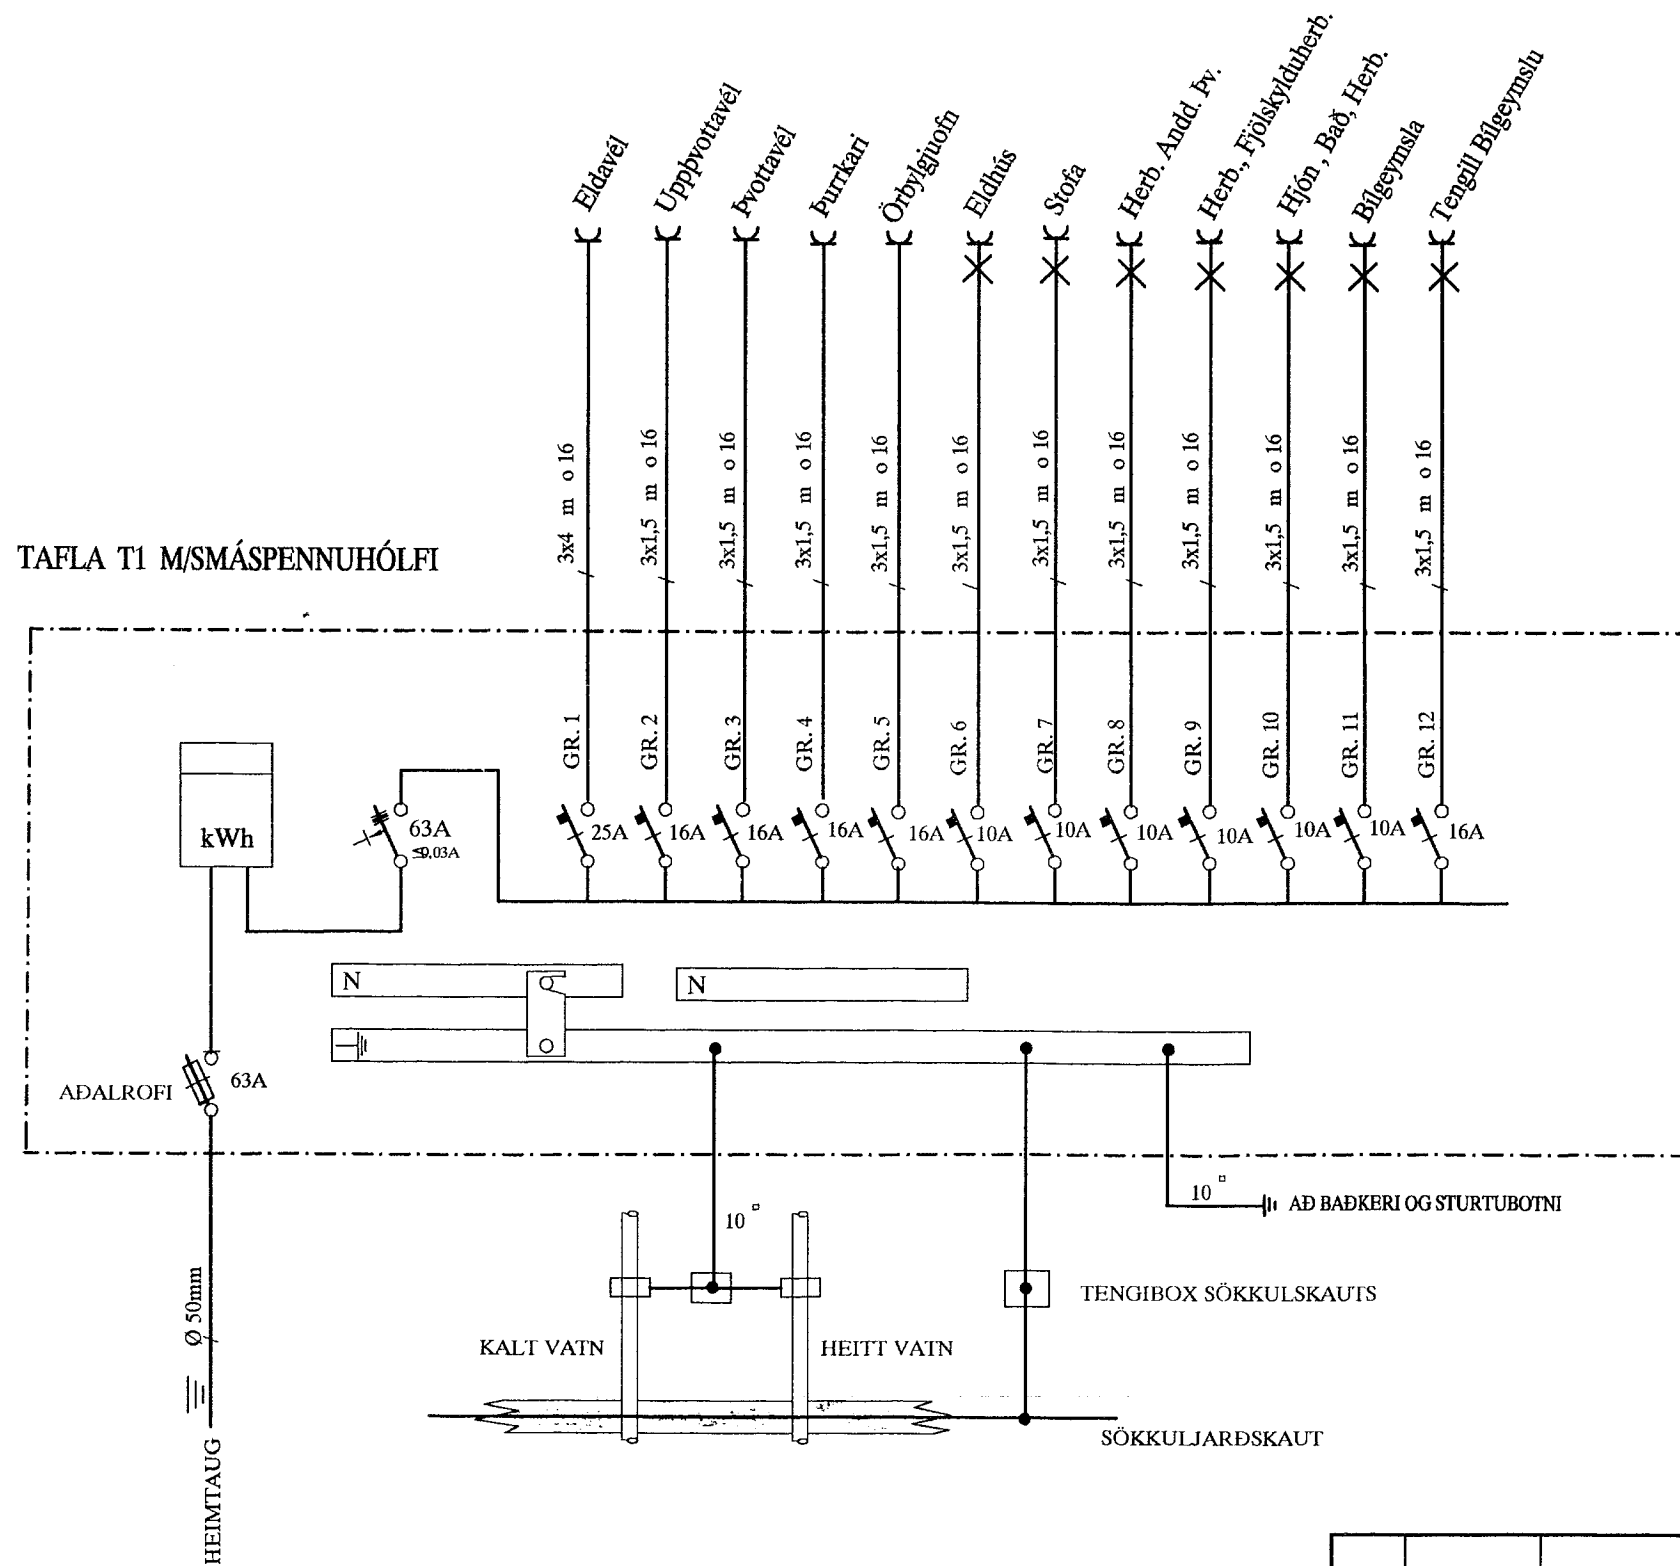 Eldavél
Uppþvottavél
Þvottavél
Þurrkari
Örbylgjuofn
Eldhús
Stofa
Herb. Andd. Þv.
Herb., Fjölskylduherb.
Hjón, Bað, Herb.
Bílgeymsla
Tengill Bílgeymslu
3x4 m o 16
3x1,5 m o 16
3x1,5 m o 16
3x1,5 m o 16
3x1,5 m o 16
3x1,5 m o 16
3x1,5 m o 16
3x1,5 m o 16
3x1,5 m o 16
3x1,5 m o 16
3x1,5 m o 16
3x1,5 m o 16
TAFLA T1 M/SMÁSPENNUHÓLFI
GR. 1
GR. 2
GR. 3
GR. 4
GR. 5
GR. 6
GR. 7
GR. 8
GR. 9
GR. 10
GR. 11
GR. 12
kWh
63A
≤0,03A
25A
16A
16A
16A
16A
10A
10A
10A
10A
10A
10A
16A
N
N
AÐALROFI
63A
10 □
AÐ BAÐKERI OG STURTUBOTNI
10 □
TENGIBOX SÖKKULSKAUTS
Ø 50mm
KALT VATN
HEITT VATN
SÖKKULJARÐSKAUT
HEIMTAUG